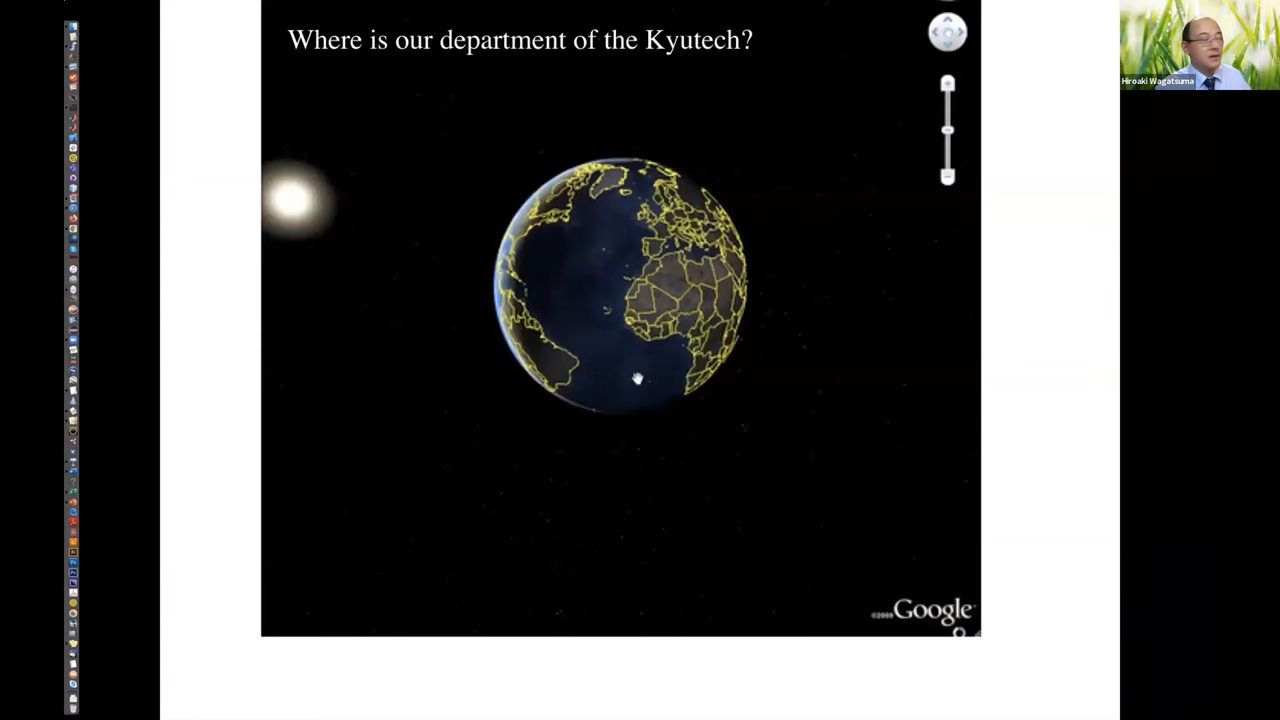 Where is our department of the Kyutech?
Hiroaki Wagatsuma
Google